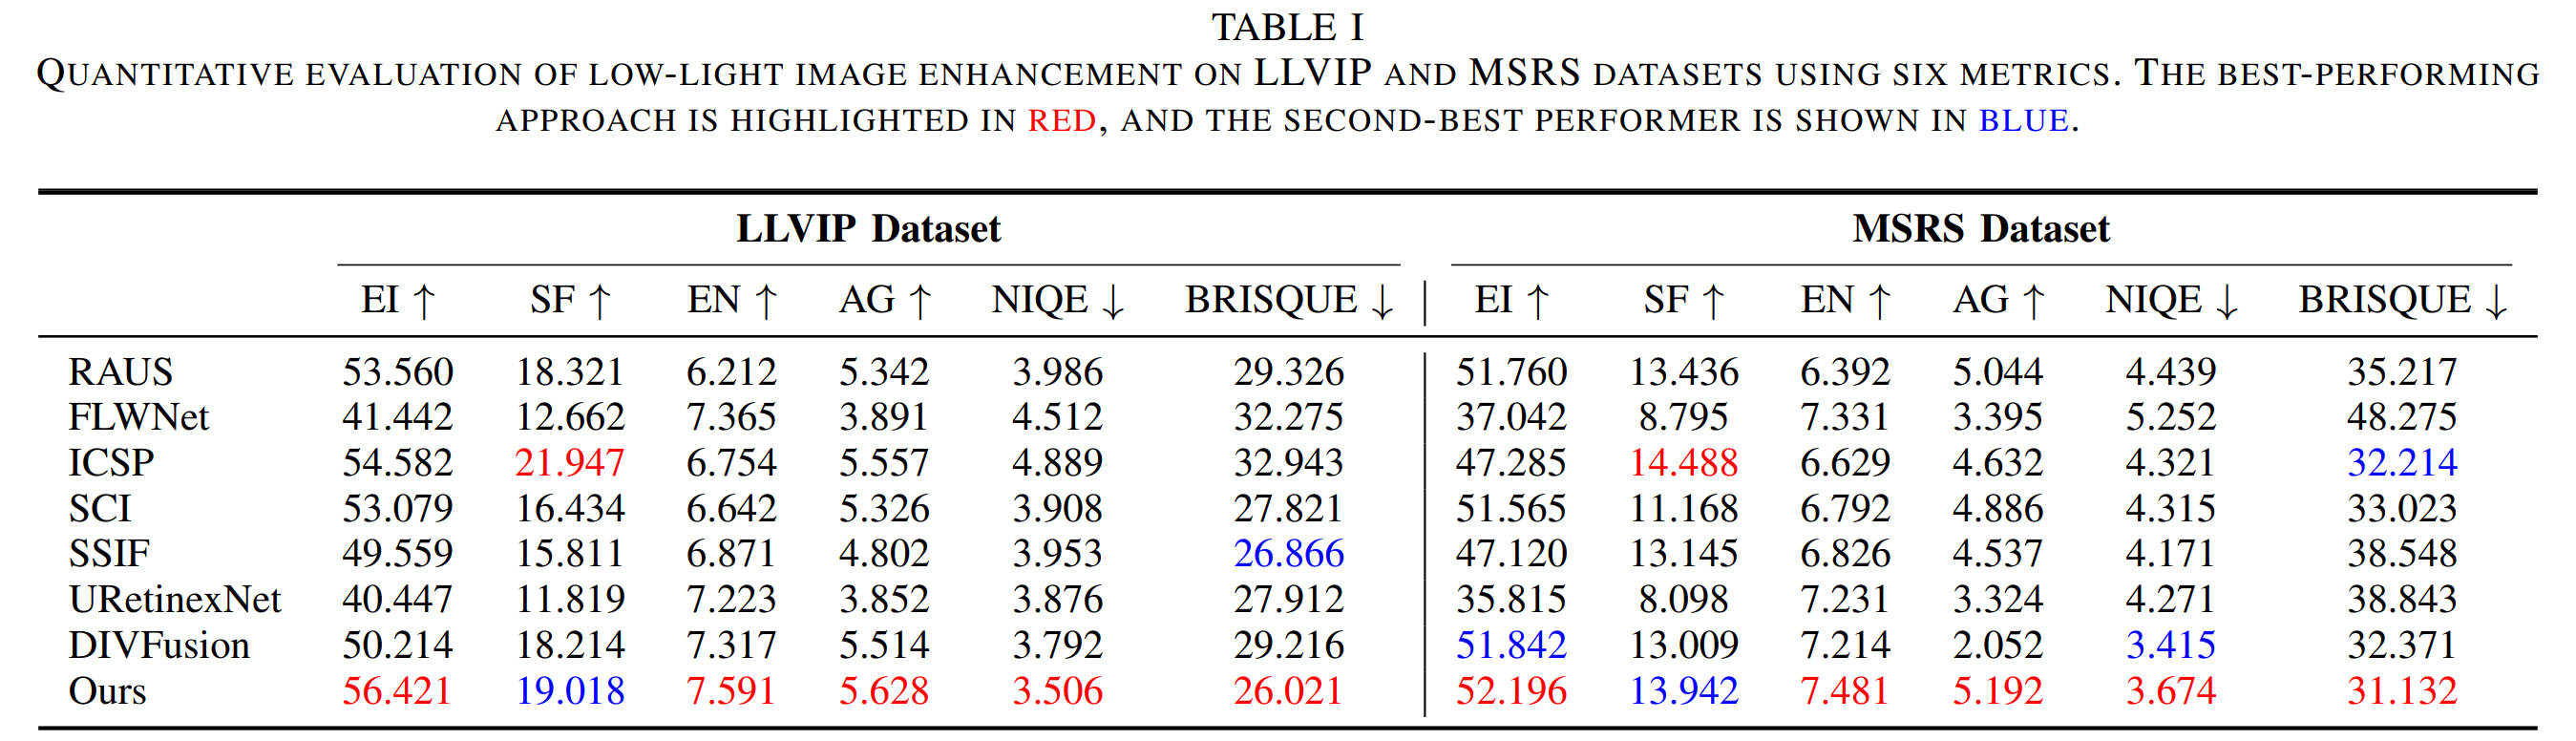 TABLE I
QUANTITATIVE EVALUATION OF LOW-LIGHT IMAGE ENHANCEMENT ON LLVIP AND MSRS DATASETS USING SIX METRICS. THE BEST-PERFORMING
APPROACH IS HIGHLIGHTED IN RED, AND THE SECOND-BEST PERFORMER IS SHOWN IN BLUE.
LLVIP Dataset MSRS Dataset
EI ↑ SF ↑ EN ↑ AG ↑ NIQE ↓ BRISQUE ↓ EI ↑ SF ↑ EN ↑ AG ↑ NIQE ↓ BRISQUE ↓
RAUS 53.560 18.321 6.212 5.342 3.986 29.326 51.760 13.436 6.392 5.044 4.439 35.217
FLWNet 41.442 12.662 7.365 3.891 4.512 32.275 37.042 8.795 7.331 3.395 5.252 48.275
ICSP 54.582 21.947 6.754 5.557 4.889 32.943 47.285 14.488 6.629 4.632 4.321 32.214
SCI 53.079 16.434 6.642 5.326 3.908 27.821 51.565 11.168 6.792 4.886 4.315 33.023
SSIF 49.559 15.811 6.871 4.802 3.953 26.866 47.120 13.145 6.826 4.537 4.171 38.548
URetinexNet 40.447 11.819 7.223 3.852 3.876 27.912 35.815 8.098 7.231 3.324 4.271 38.843
DIVFusion 50.214 18.214 7.317 5.514 3.792 29.216 51.842 13.009 7.214 2.052 3.415 32.371
Ours 56.421 19.018 7.591 5.628 3.506 26.021 52.196 13.942 7.481 5.192 3.674 31.132